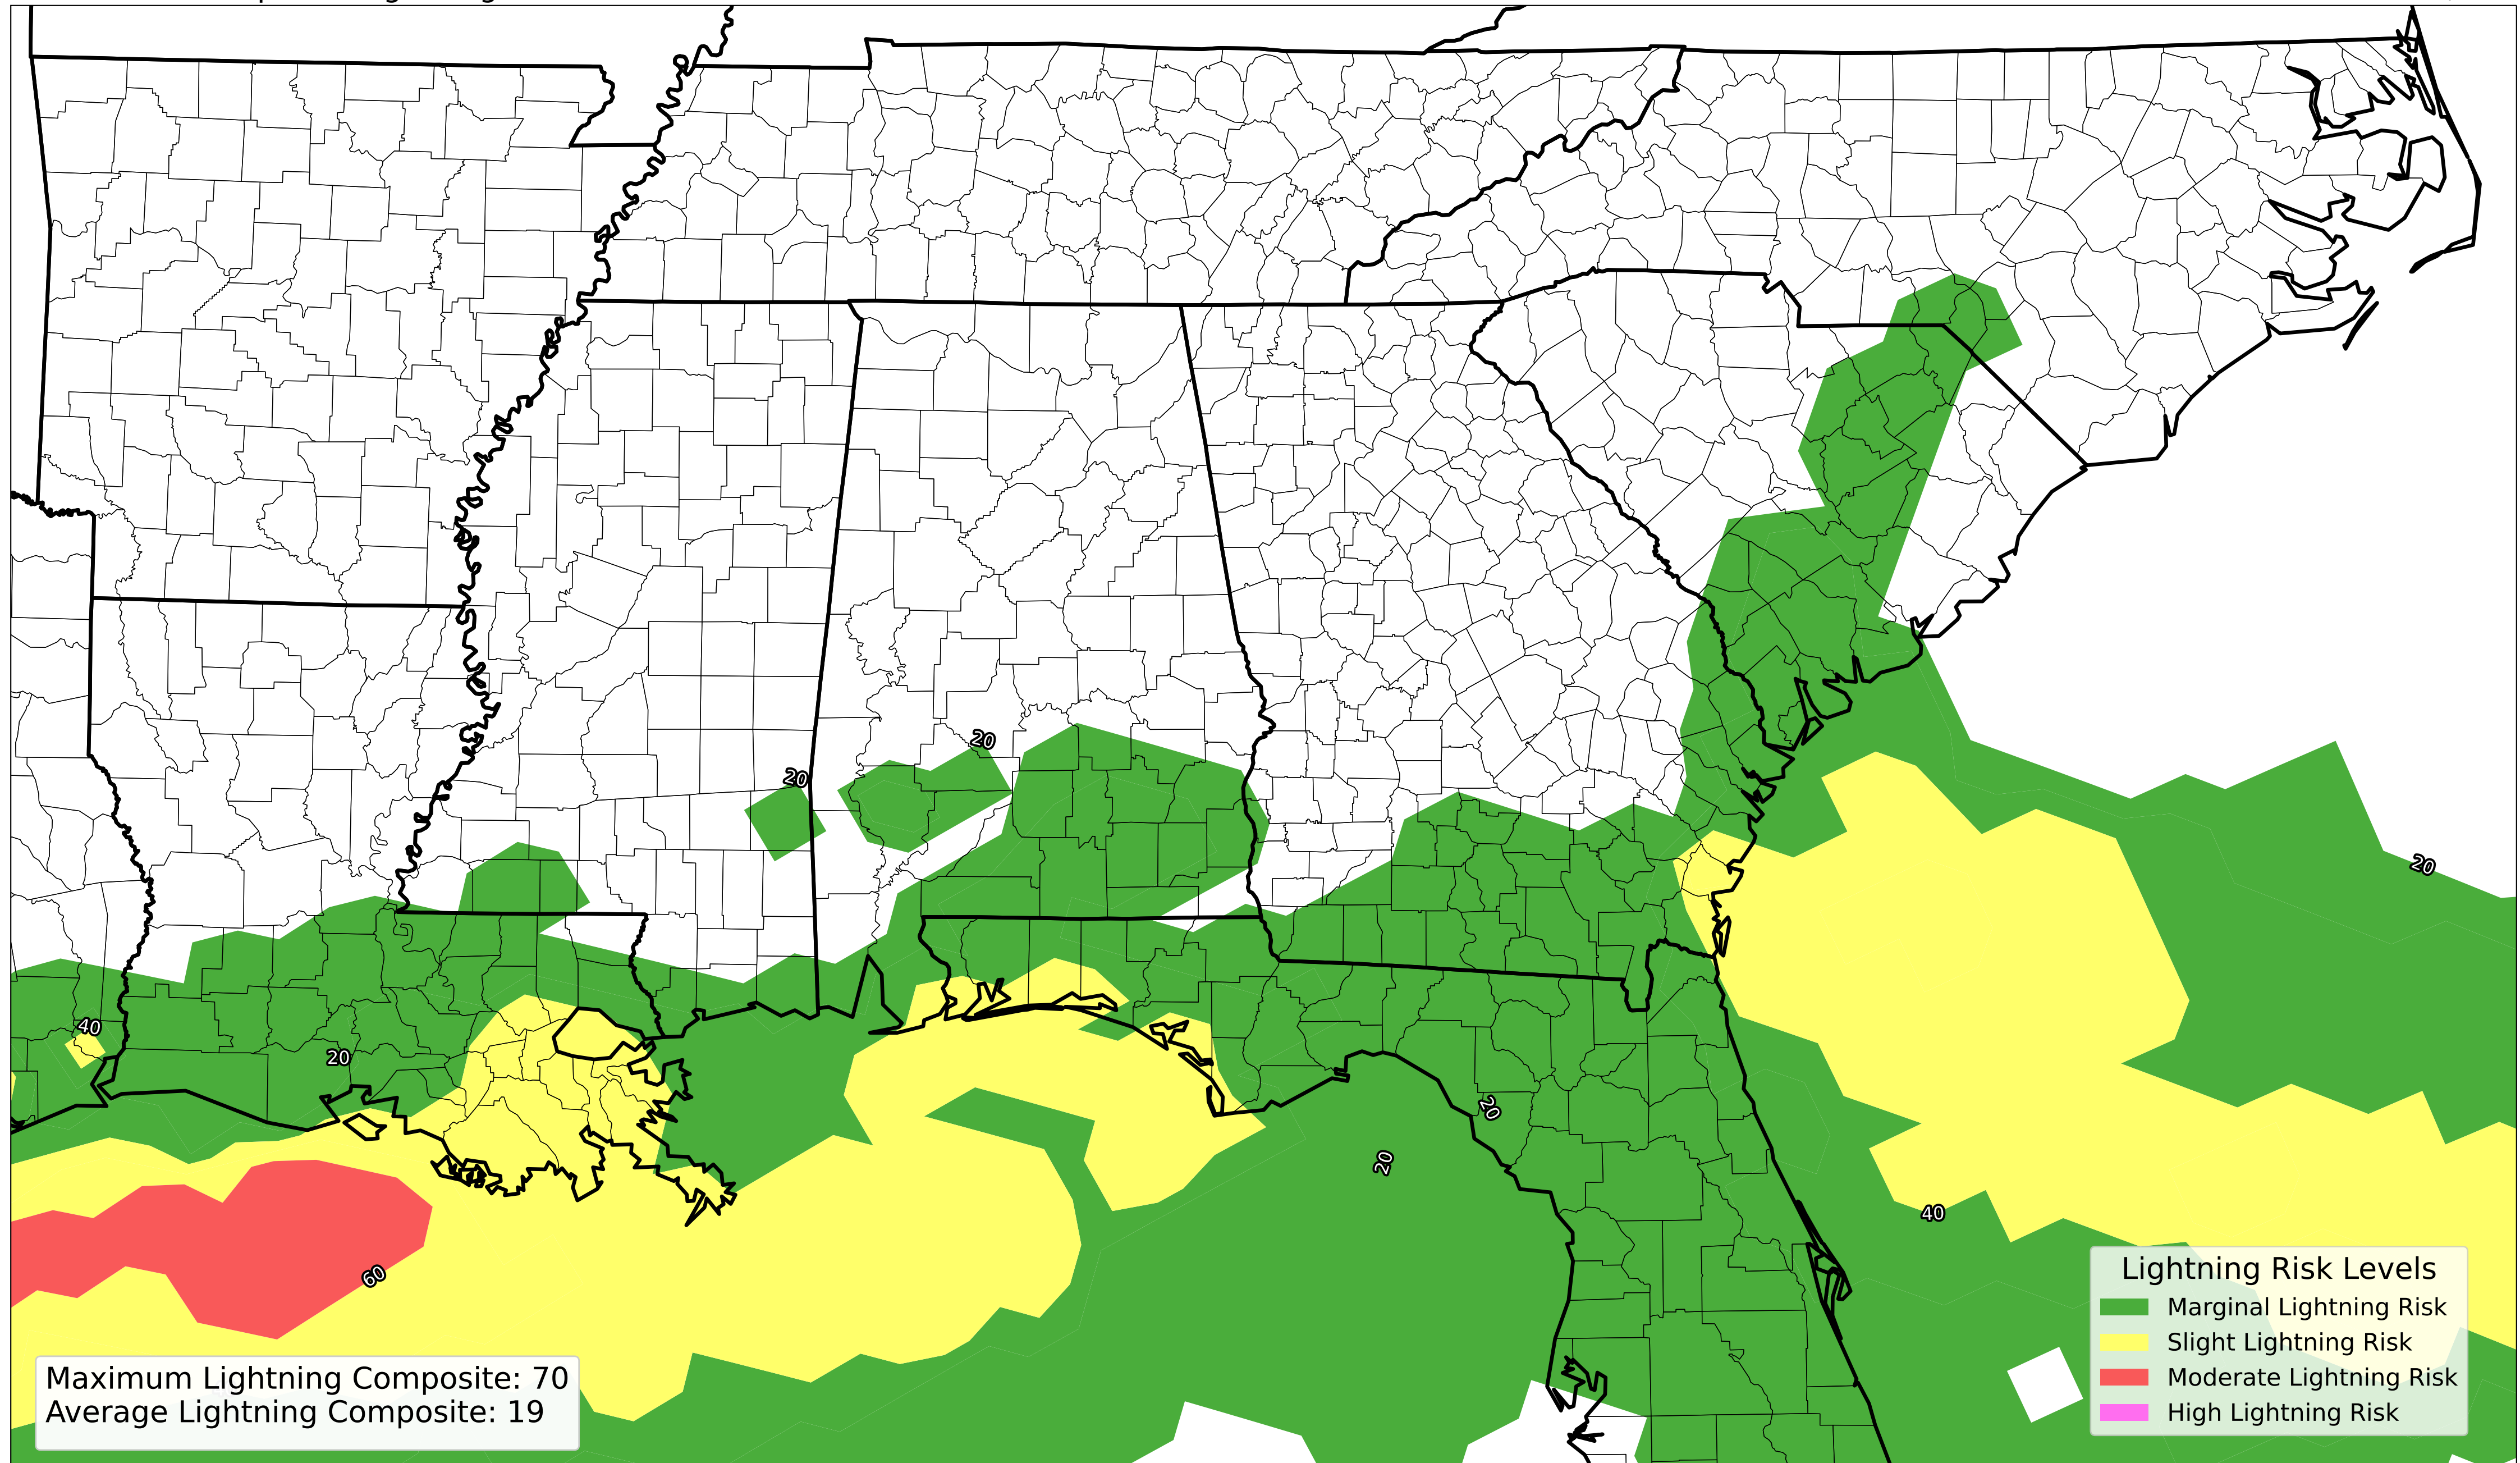 20
20
20
40
20
20
20
40
60
Lightning Risk Levels
Marginal Lightning Risk
Slight Lightning Risk
Moderate Lightning Risk
High Lightning Risk
Maximum Lightning Composite: 70
Average Lightning Composite: 19